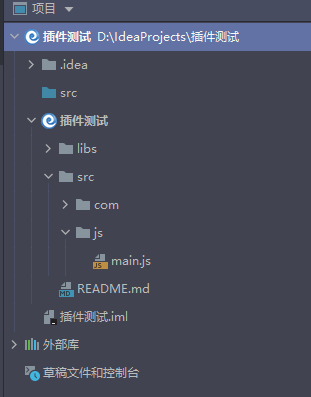 项目
插件测试 D:\IdeaProjects\插件测试
.idea
src
插件测试
libs
src
com
js
JS main.js
MD README.md
插件测试.iml
外部库
草稿文件和控制台